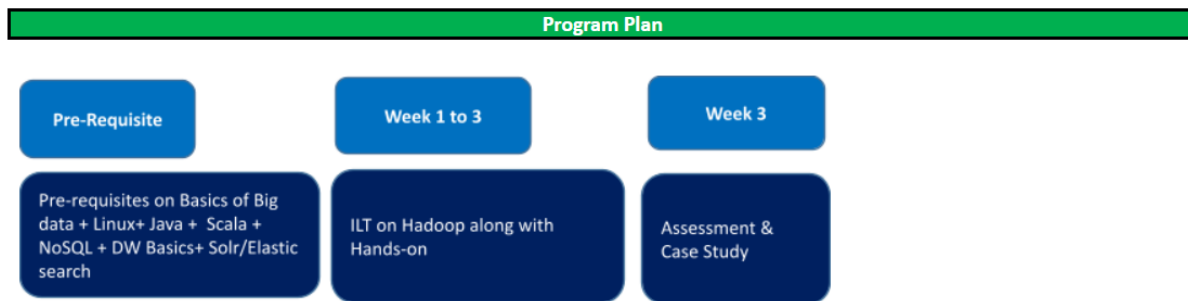 Program Plan
Pre-Requisite
Pre-requisites on Basics of Big
data + Linux+ Java +  Scala +
NoSQL + DW Basics+ Solr/Elastic
search
Week 1 to 3
ILT on Hadoop along with
Hands-on
Week 3
Assessment &
Case Study